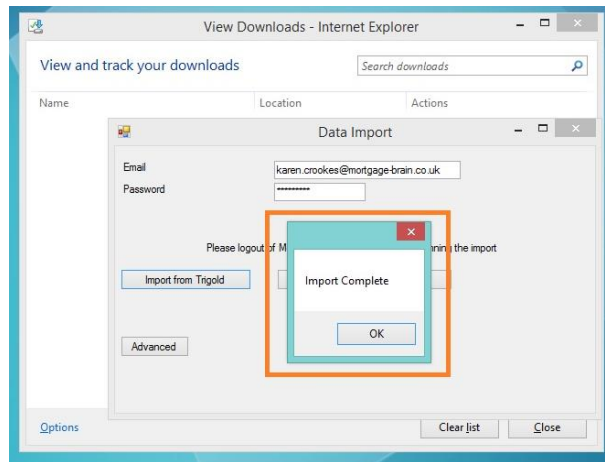 View Downloads - Internet Explorer
View and track your downloads
Search downloads
Name Location Actions
Data Import
Email karen.crookes@mortgage-brain.co.uk
Password *********
Please logout of M nning the import
Import from Trigold
Import Complete
OK
Advanced
Options Clear list Close